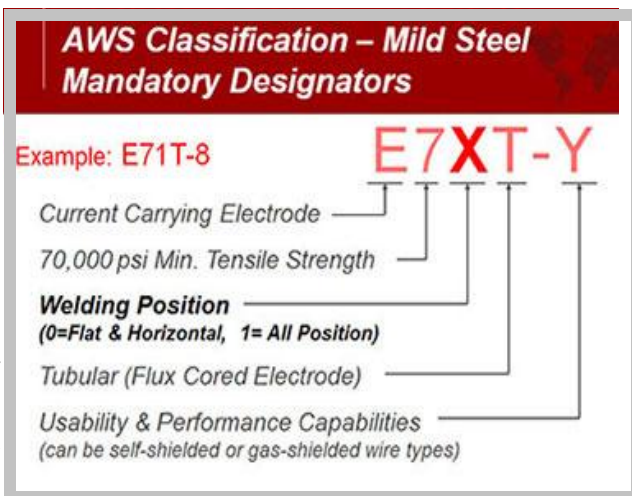 AWS Classification – Mild Steel
Mandatory Designators
Example: E71T-8
E7XT-Y
Current Carrying Electrode
70,000 psi Min. Tensile Strength
Welding Position
(0=Flat & Horizontal, 1= All Position)
Tubular (Flux Cored Electrode)
Usability & Performance Capabilities
(can be self-shielded or gas-shielded wire types)